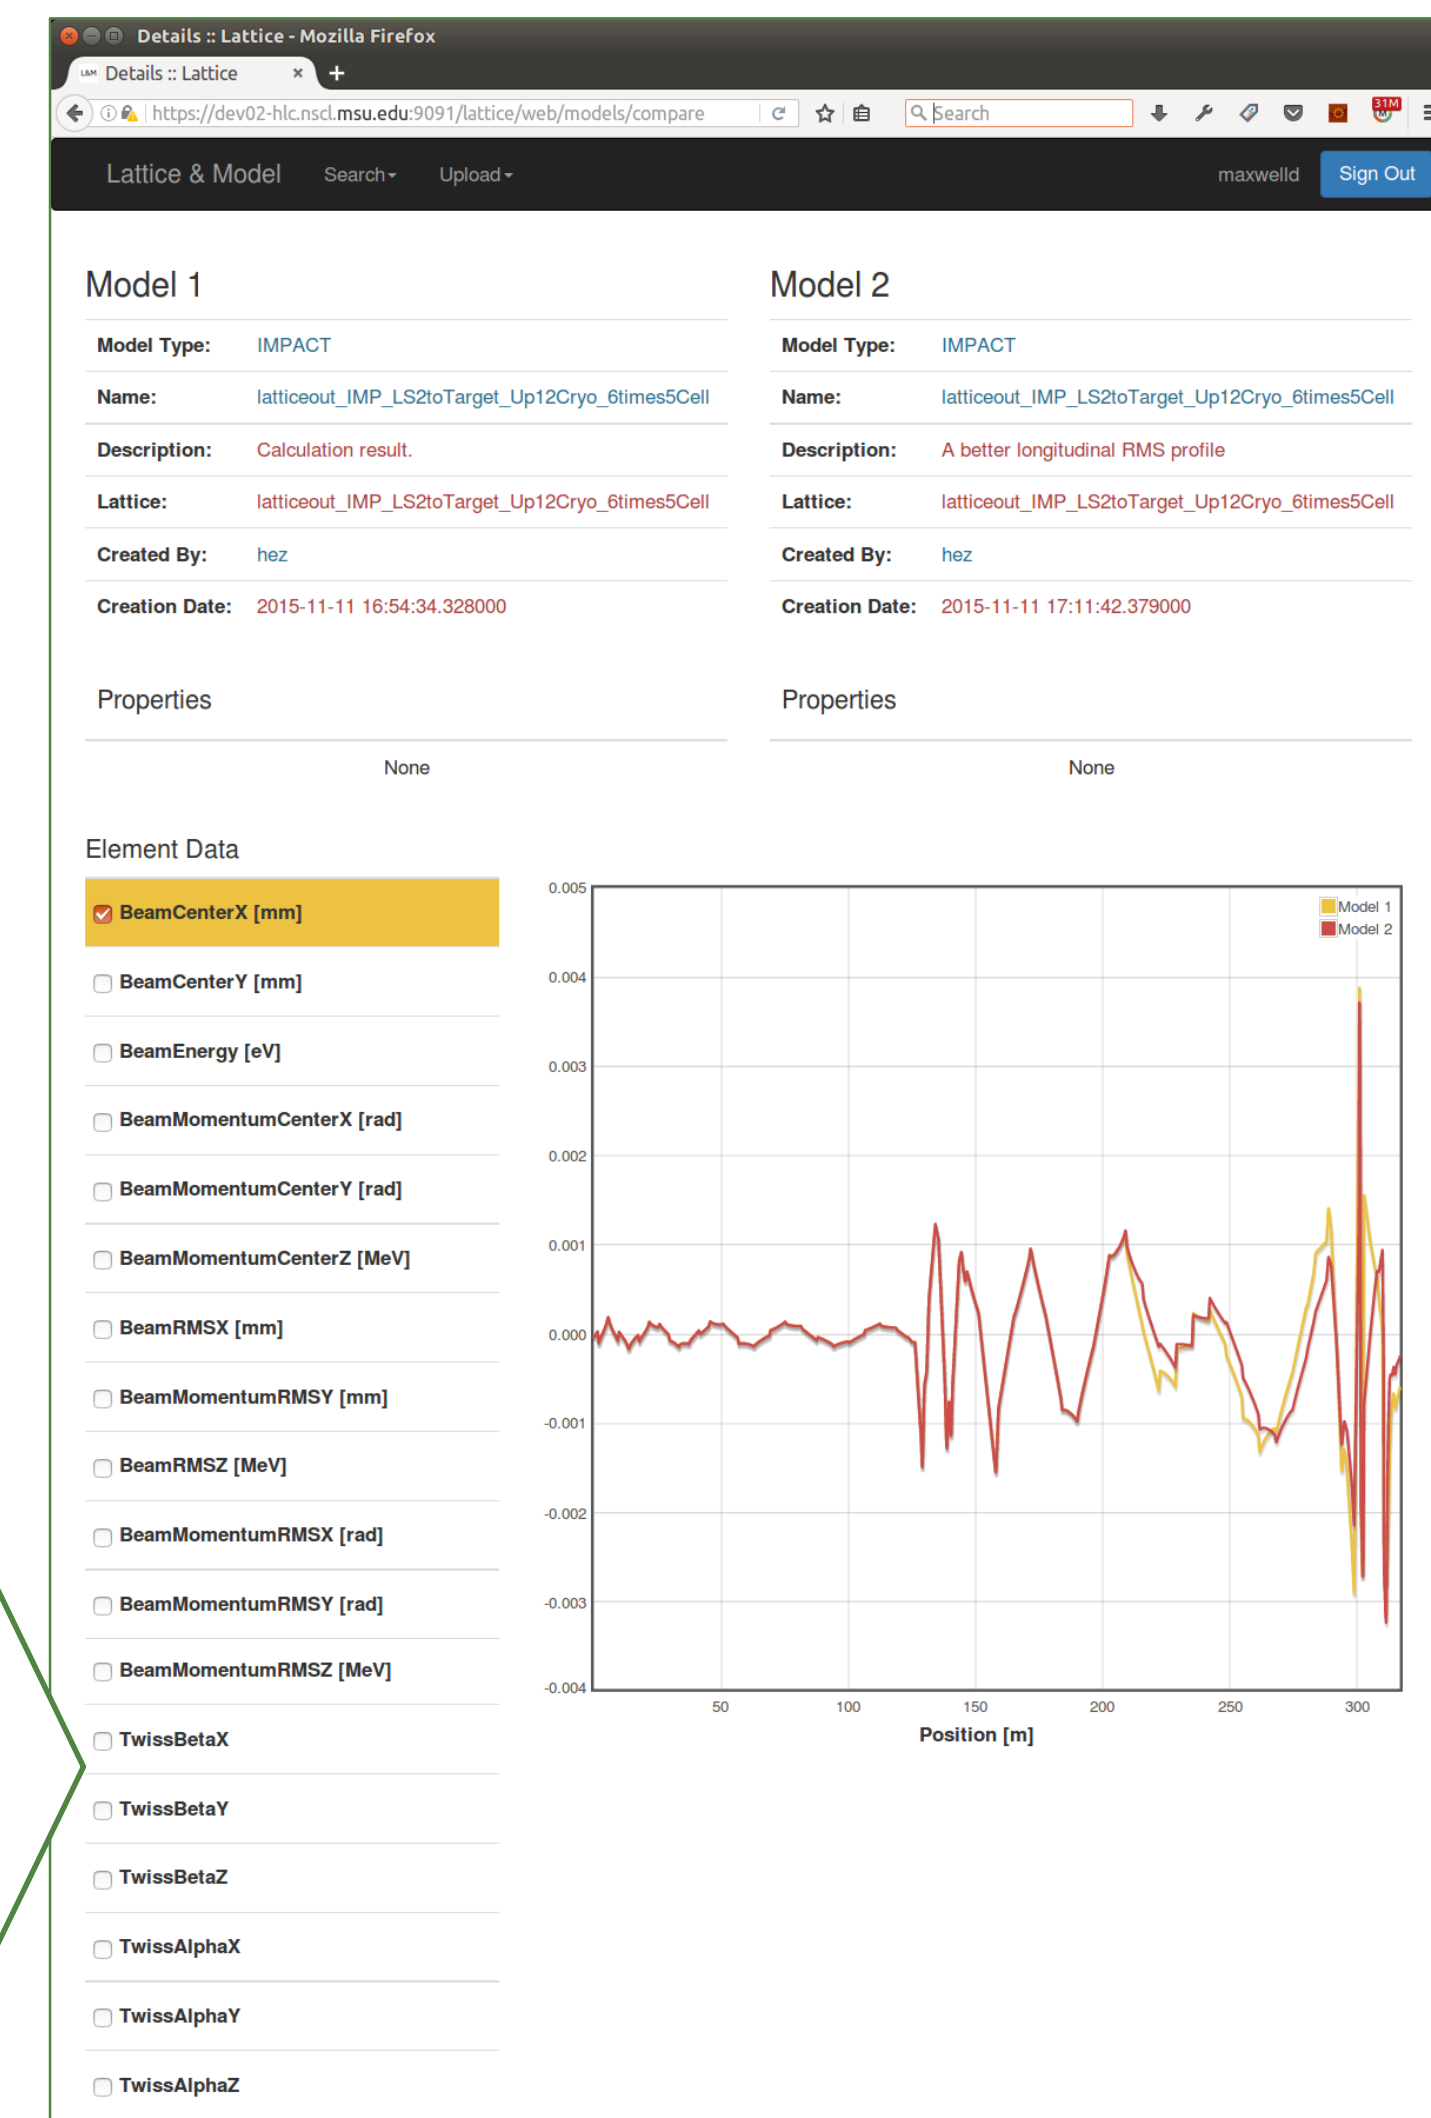 Details :: Lattice - Mozilla Firefox
L&M Details :: Lattice × +
https://dev02-hlc.nscl.msu.edu:9091/lattice/web/models/compare Search 31M
Lattice & Model Search Upload maxwelld Sign Out
Model 1 Model 2
Model Type: IMPACT Model Type: IMPACT
Name: latticeout_IMP_LS2toTarget_Up12Cryo_6times5Cell Name: latticeout_IMP_LS2toTarget_Up12Cryo_6times5Cell
Description: Calculation result. Description: A better longitudinal RMS profile
Lattice: latticeout_IMP_LS2toTarget_Up12Cryo_6times5Cell Lattice: latticeout_IMP_LS2toTarget_Up12Cryo_6times5Cell
Created By: hez Created By: hez
Creation Date: 2015-11-11 16:54:34.328000 Creation Date: 2015-11-11 17:11:42.379000
Properties Properties
None None
Element Data
BeamCenterX [mm]
BeamCenterY [mm]
BeamEnergy [eV]
BeamMomentumCenterX [rad]
BeamMomentumCenterY [rad]
BeamMomentumCenterZ [MeV]
BeamRMSX [mm]
BeamMomentumRMSY [mm]
BeamRMSZ [MeV]
BeamMomentumRMSX [rad]
BeamMomentumRMSY [rad]
BeamMomentumRMSZ [MeV]
TwissBetaX
TwissBetaY
TwissBetaZ
TwissAlphaX
TwissAlphaY
TwissAlphaZ
0.005
0.004
0.003
0.002
0.001
0.000
-0.001
-0.002
-0.003
-0.004
Model 1
Model 2
50 100 150 200 250 300
Position [m]